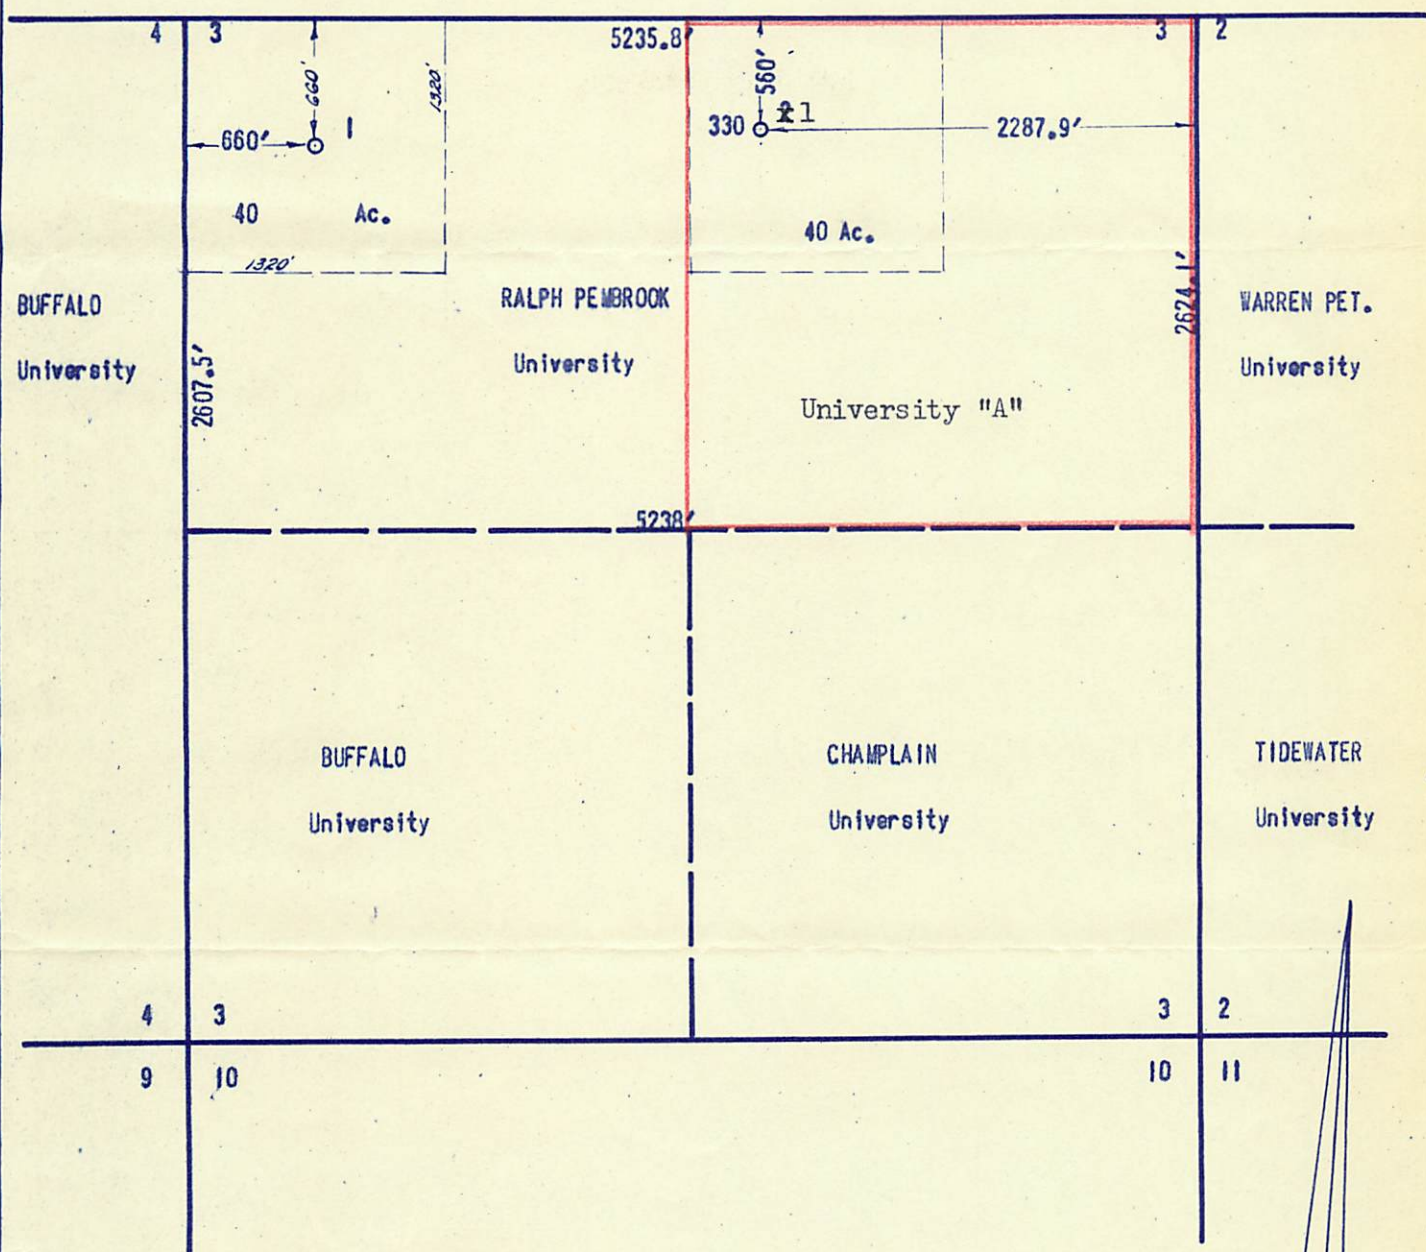 4 3 5235.8' 3 2
660' 1320' 560'
660' 1 330 1 2287.9'
40 Ac.
40 Ac.
1320'
BUFFALO
University
RALPH PEMBROOK
University
2624.1'
WARREN PET.
University
2607.5'
University "A"
5238'
BUFFALO
University
CHAMPLAIN
University
TIDEWATER
University
4 3 3 2
9 10 10 11